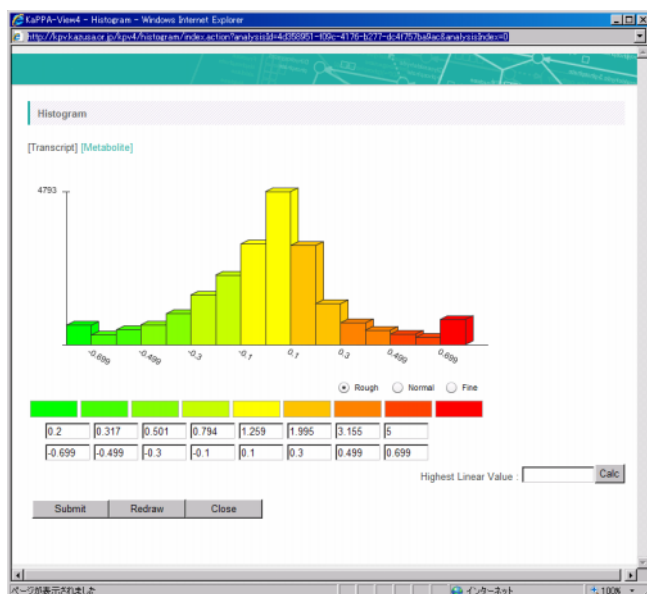 KaPPA-View4 - Histogram - Windows Internet Explorer
http://kpv.kazusa.or.jp/kpv4/histogram/index.action?analysisId=4d358951-f09c-4176-b277-dc4f757ba9ac&analysisIndex=0
Histogram
[Transcript] [Metabolite]
4793
-0.699 -0.499 -0.3 -0.1 0.1 0.3 0.499 0.699
Rough Normal Fine
0.2 0.317 0.501 0.794 1.259 1.995 3.155 5
-0.699 -0.499 -0.3 -0.1 0.1 0.3 0.499 0.699
Highest Linear Value : Calc
Submit Redraw Close
ページが表示されました インターネット 100%